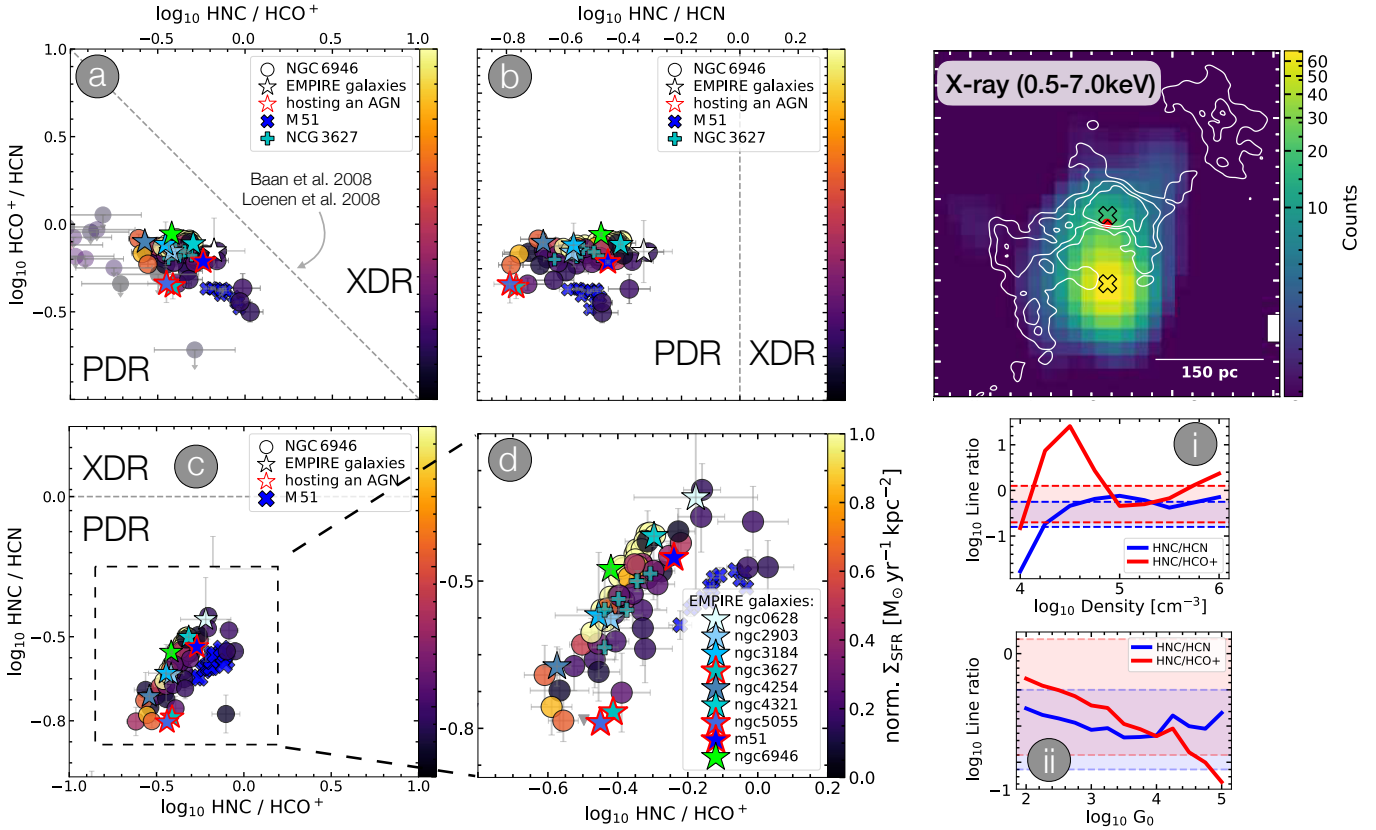 log₁₀ HNC / HCO⁺
−0.5 0.0 0.5 1.0
1.0
0.5
0.0
−0.5
log₁₀ HCO⁺ / HCN
a
NGC 6946
EMPIRE galaxies
hosting an AGN
M 51
NCG 3627
Baan et al. 2008
Loenen et al. 2008
XDR
PDR
log₁₀ HNC / HCN
−0.8 −0.6 −0.4 −0.2 0.0 0.2
b
NGC 6946
EMPIRE galaxies
hosting an AGN
M 51
NGC 3627
PDR
XDR
X-ray (0.5-7.0keV)
150 pc
60
50
40
30
20
10
Counts
XDR
PDR
c
NGC 6946
EMPIRE galaxies
hosting an AGN
M 51
0.0
−0.5
−0.8
log₁₀ HNC / HCN
−1.0 −0.5 0.0 0.5 1.0
log₁₀ HNC / HCO⁺
d
−0.5
−0.8
EMPIRE galaxies:
ngc0628
ngc2903
ngc3184
ngc3627
ngc4254
ngc4321
ngc5055
m51
ngc6946
−0.6 −0.4 −0.2 0.0 0.2
log₁₀ HNC / HCO⁺
1.0
0.8
0.6
0.4
0.2
0.0
norm. Σ_SFR [M⊙ yr⁻¹ kpc⁻²]
i
1
0
−1
log₁₀ Line ratio
HNC/HCN
HNC/HCO+
4 5 6
log₁₀ Density [cm⁻³]
ii
0
−1
log₁₀ Line ratio
HNC/HCN
HNC/HCO+
2 3 4 5
log₁₀ G₀